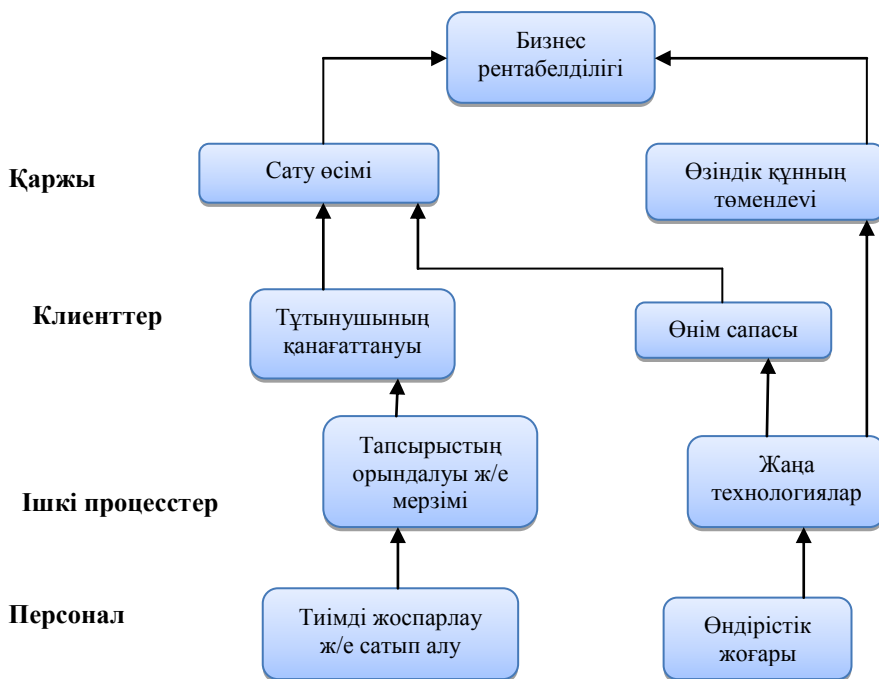 Бизнес
рентабелділігі
Қаржы
Сату өсімі
Өзіндік құнның
төмендеуі
Клиенттер
Тұтынушының
қанағаттануы
Өнім сапасы
Ішкі процесстер
Тапсырыстың
орындалуы ж/е
мерзімі
Жаңа
технологиялар
Персонал
Тиімді жоспарлау
ж/е сатып алу
Өндірістік
жоғары